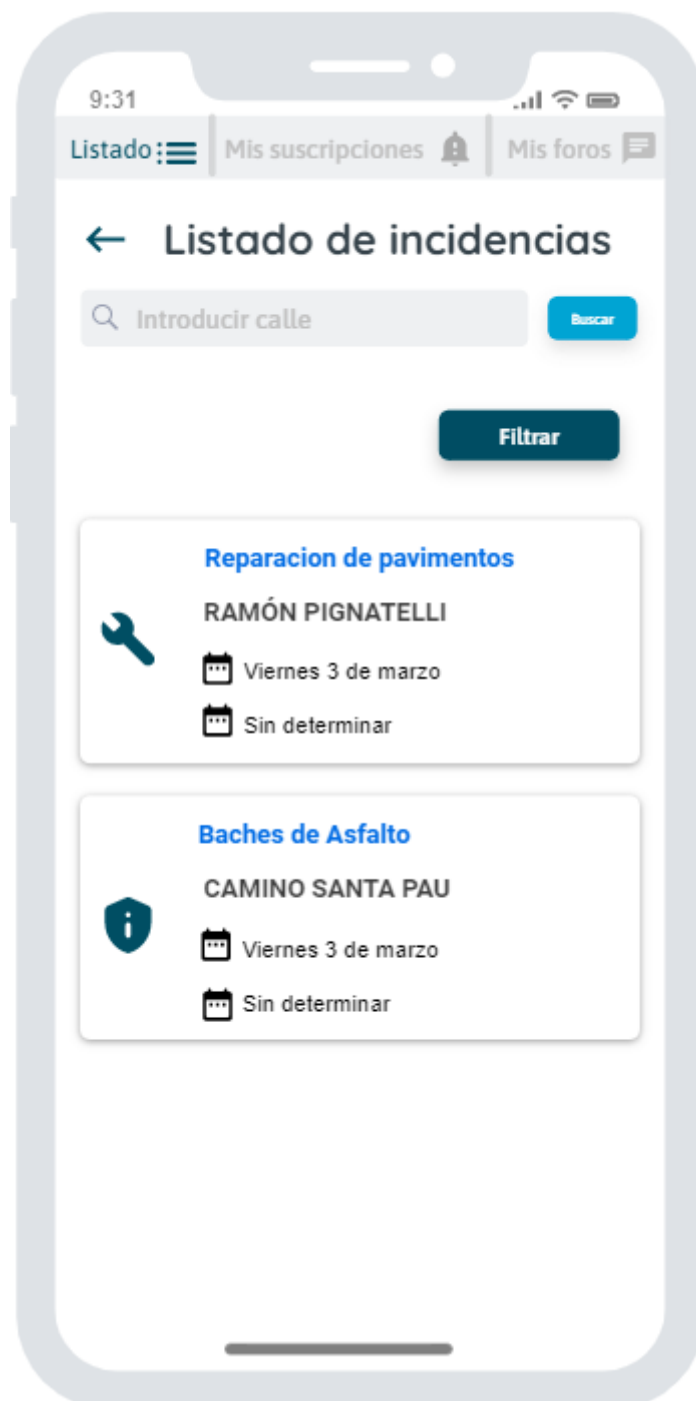 9:31
Listado Mis suscripciones Mis foros
Listado de incidencias
Introducir calle Buscar
Filtrar
Reparacion de pavimentos
RAMÓN PIGNATELLI
Viernes 3 de marzo
Sin determinar
Baches de Asfalto
CAMINO SANTA PAU
Viernes 3 de marzo
Sin determinar